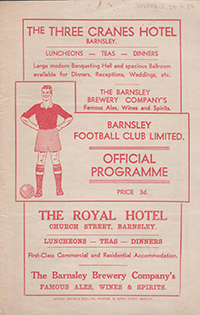 THE THREE CRANES HOTEL
BARNSLEY.
LUNCHEONS — TEAS — DINNERS
Large modern Banqueting Hall and spacious Ballroom
available for Dinners, Receptions, Weddings, etc.
THE BARNSLEY
BREWERY COMPANY'S
Famous Ales, Wines and Spirits.
BARNSLEY
FOOTBALL CLUB LIMITED.
OFFICIAL
PROGRAMME
PRICE 3d.
THE ROYAL HOTEL
CHURCH STREET, BARNSLEY.
LUNCHEONS — TEAS — DINNERS
First-Class Commercial and Residential Accommodation.
The Barnsley Brewery Company's
FAMOUS ALES, WINES & SPIRITS.